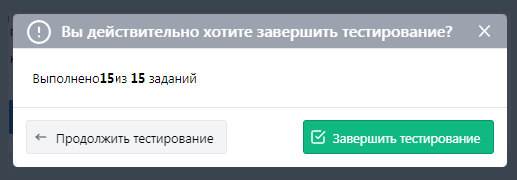 Вы действительно хотите завершить тестирование?
Выполнено15из 15 заданий
Продолжить тестирование
Завершить тестирование